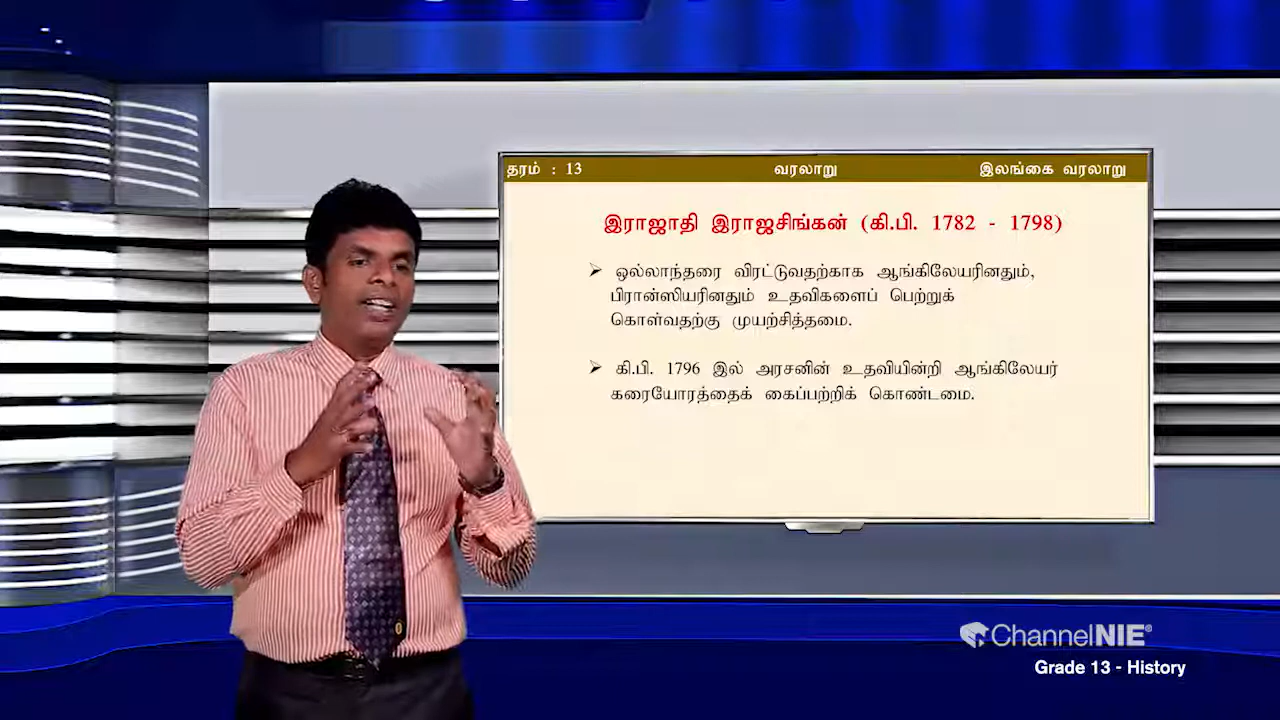 தரம் : 13 வரலாறு இலங்கை வரலாறு
இராஜாதி இராஜசிங்கன் (கி.பி. 1782 - 1798)
➢ ஒல்லாந்தரை விரட்டுவதற்காக ஆங்கிலேயரினதும்,
பிரான்ஸியரினதும் உதவிகளைப் பெற்றுக்
கொள்வதற்கு முயற்சித்தமை.
➢ கி.பி. 1796 இல் அரசனின் உதவியின்றி ஆங்கிலேயர்
கரையோரத்தைக் கைப்பற்றிக் கொண்டமை.
ChannelNIE®
Grade 13 - History